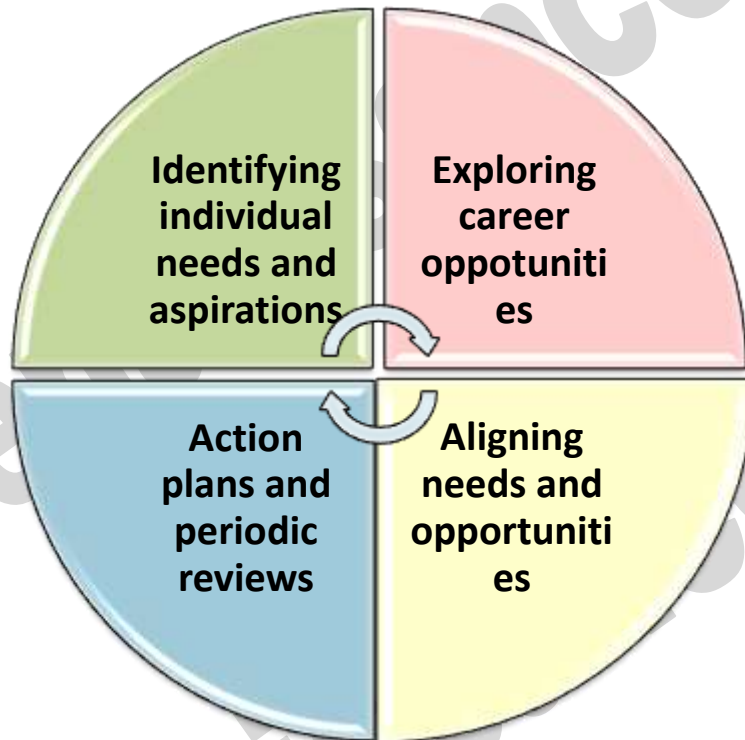 Identifying
individual
needs and
aspirations
Exploring
career
oppotuniti
es
Aligning
needs and
opportuniti
es
Action
plans and
periodic
reviews